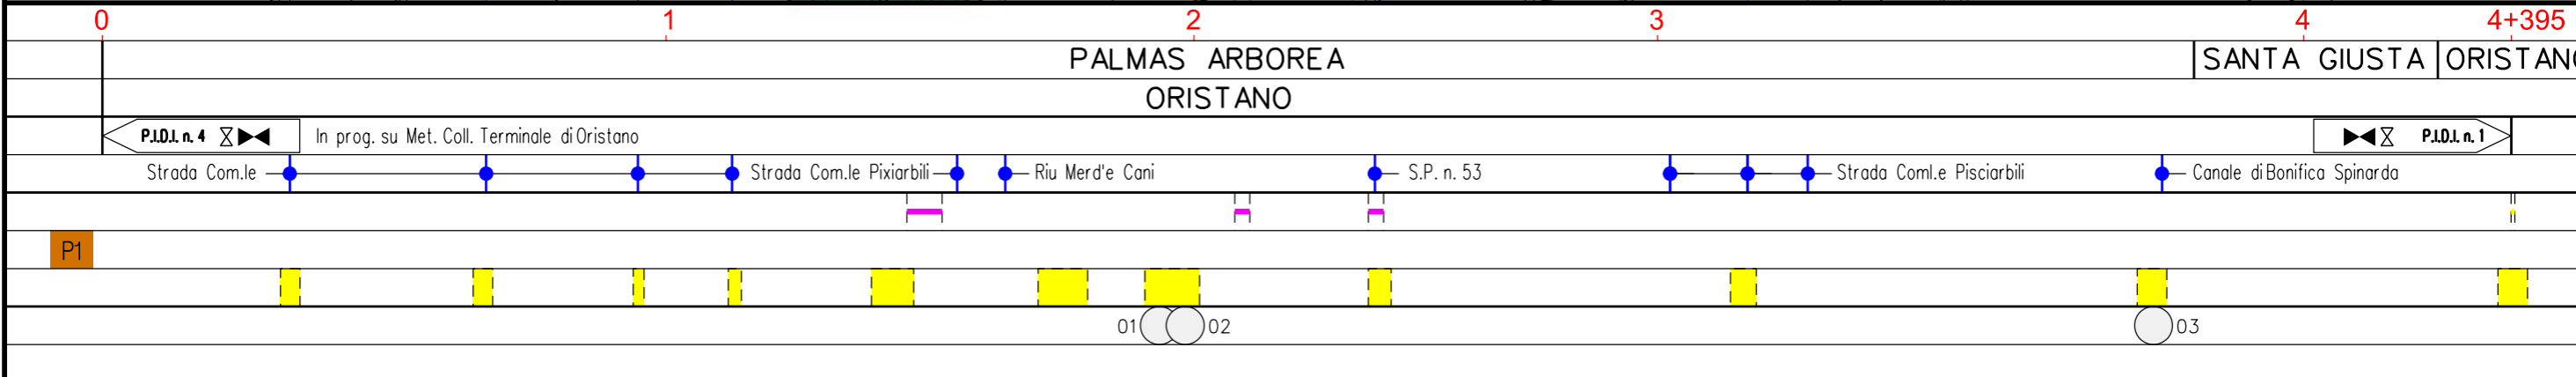 0 1 2 3 4 4+395
PALMAS ARBOREA SANTA GIUSTA ORISTANO
ORISTANO
P.I.D.I. n. 4 In prog. su Met. Coll. Terminale di Oristano P.I.D.I. n. 1
Strada Com.le Strada Com.le Pixiarbili Riu Merd'e Cani S.P. n. 53 Strada Coml.e Pisciarbili Canale di Bonifica Spinarda
P1
01 02 03